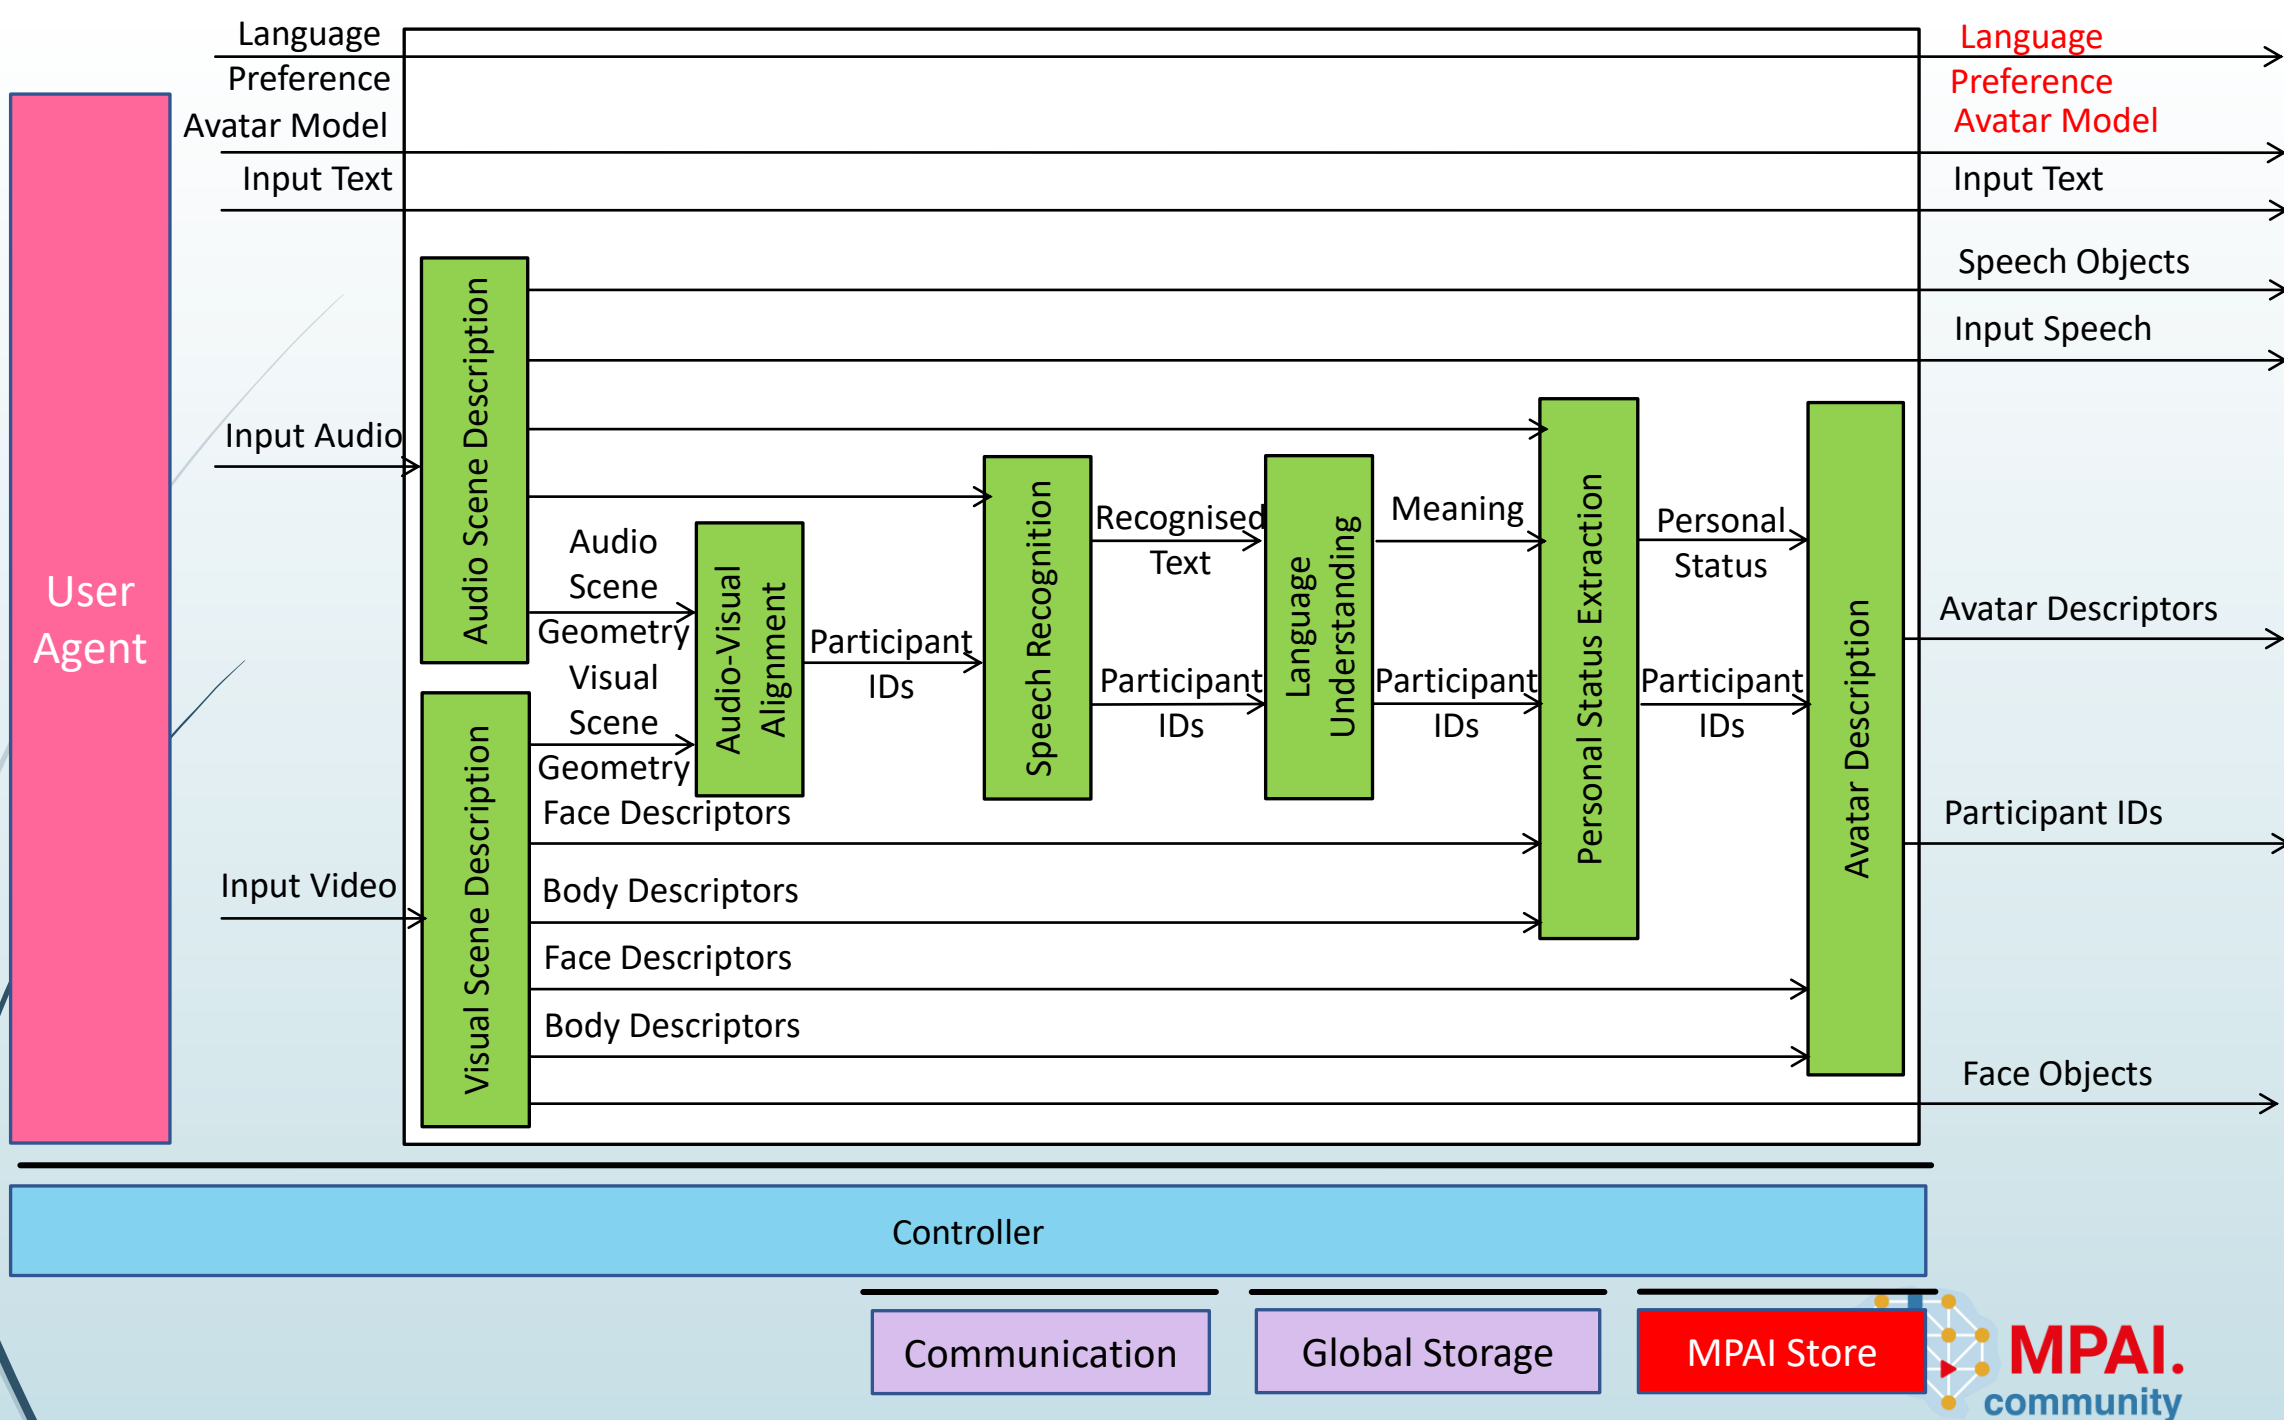 Language
Preference
Avatar Model
Input Text
Language
Preference
Avatar Model
Input Text
Speech Objects
Input Speech
User
Agent
Input Audio
Input Video
Audio Scene Description
Visual Scene Description
Audio
Scene
Geometry
Visual
Scene
Geometry
Face Descriptors
Body Descriptors
Face Descriptors
Body Descriptors
Audio-Visual
Alignment
Participant
IDs
Speech Recognition
Recognised
Text
Participant
IDs
Language
Understanding
Meaning
Participant
IDs
Personal Status Extraction
Personal
Status
Participant
IDs
Avatar Description
Avatar Descriptors
Participant IDs
Face Objects
Controller
Communication
Global Storage
MPAI Store
MPAI.
community